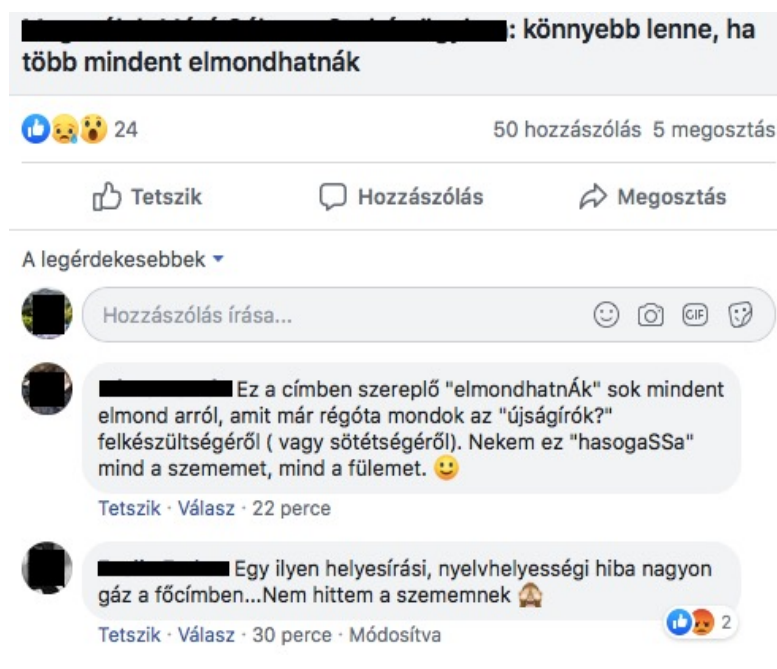 : könnyebb lenne, ha
több mindent elmondhatnák
24
50 hozzászólás 5 megosztás
Tetszik
Hozzászólás
Megosztás
A legérdekesebbek
Hozzászólás írása...
GIF
Ez a címben szereplő "elmondhatnÁk" sok mindent
elmond arról, amit már régóta mondok az "újságírók?"
felkészültségéről ( vagy sötétségéről). Nekem ez "hasogaSSa"
mind a szememet, mind a fülemet.
Tetszik · Válasz · 22 perce
Egy ilyen helyesírási, nyelvhelyességi hiba nagyon
gáz a főcímben...Nem hittem a szememnek
2
Tetszik · Válasz · 30 perce · Módosítva